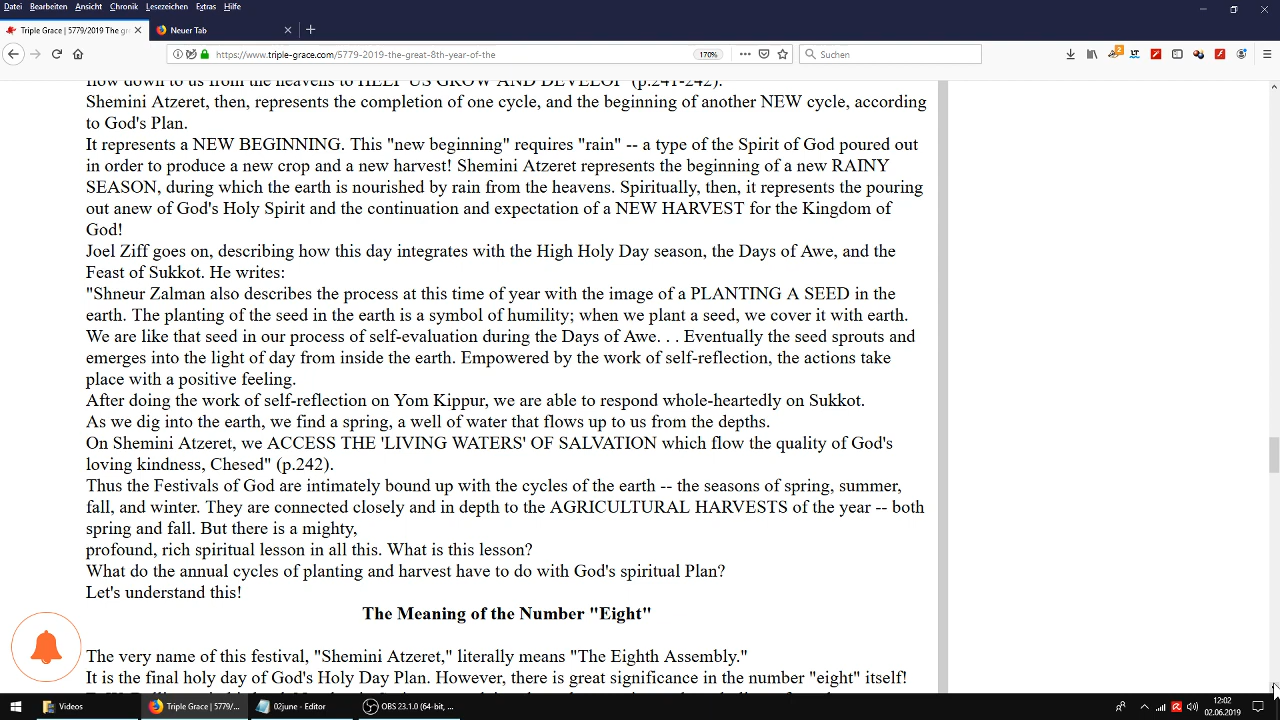 Datei Bearbeiten Ansicht Chronik Lesezeichen Extras Hilfe
Triple Grace | 5779/2019 The gr
Neuer Tab
https://www.triple-grace.com/5779-2019-the-great-8th-year-of-the
170%
Suchen
2
flow down to us from the heavens to HELP US GROW AND DEVELOP (p.241-242).
Shemini Atzeret, then, represents the completion of one cycle, and the beginning of another NEW cycle, according
to God's Plan.
It represents a NEW BEGINNING. This "new beginning" requires "rain" -- a type of the Spirit of God poured out
in order to produce a new crop and a new harvest! Shemini Atzeret represents the beginning of a new RAINY
SEASON, during which the earth is nourished by rain from the heavens. Spiritually, then, it represents the pouring
out anew of God's Holy Spirit and the continuation and expectation of a NEW HARVEST for the Kingdom of
God!
Joel Ziff goes on, describing how this day integrates with the High Holy Day season, the Days of Awe, and the
Feast of Sukkot. He writes:
"Shneur Zalman also describes the process at this time of year with the image of a PLANTING A SEED in the
earth. The planting of the seed in the earth is a symbol of humility; when we plant a seed, we cover it with earth.
We are like that seed in our process of self-evaluation during the Days of Awe. . . Eventually the seed sprouts and
emerges into the light of day from inside the earth. Empowered by the work of self-reflection, the actions take
place with a positive feeling.
After doing the work of self-reflection on Yom Kippur, we are able to respond whole-heartedly on Sukkot.
As we dig into the earth, we find a spring, a well of water that flows up to us from the depths.
On Shemini Atzeret, we ACCESS THE 'LIVING WATERS' OF SALVATION which flow the quality of God's
loving kindness, Chesed" (p.242).
Thus the Festivals of God are intimately bound up with the cycles of the earth -- the seasons of spring, summer,
fall, and winter. They are connected closely and in depth to the AGRICULTURAL HARVESTS of the year -- both
spring and fall. But there is a mighty,
profound, rich spiritual lesson in all this. What is this lesson?
What do the annual cycles of planting and harvest have to do with God's spiritual Plan?
Let's understand this!
The Meaning of the Number "Eight"
The very name of this festival, "Shemini Atzeret," literally means "The Eighth Assembly."
It is the final holy day of God's Holy Day Plan. However, there is great significance in the number "eight" itself!
Videos
Triple Grace | 5779/...
02june - Editor
OBS 23.1.0 (64-bit, ...
12:02
02.06.2019